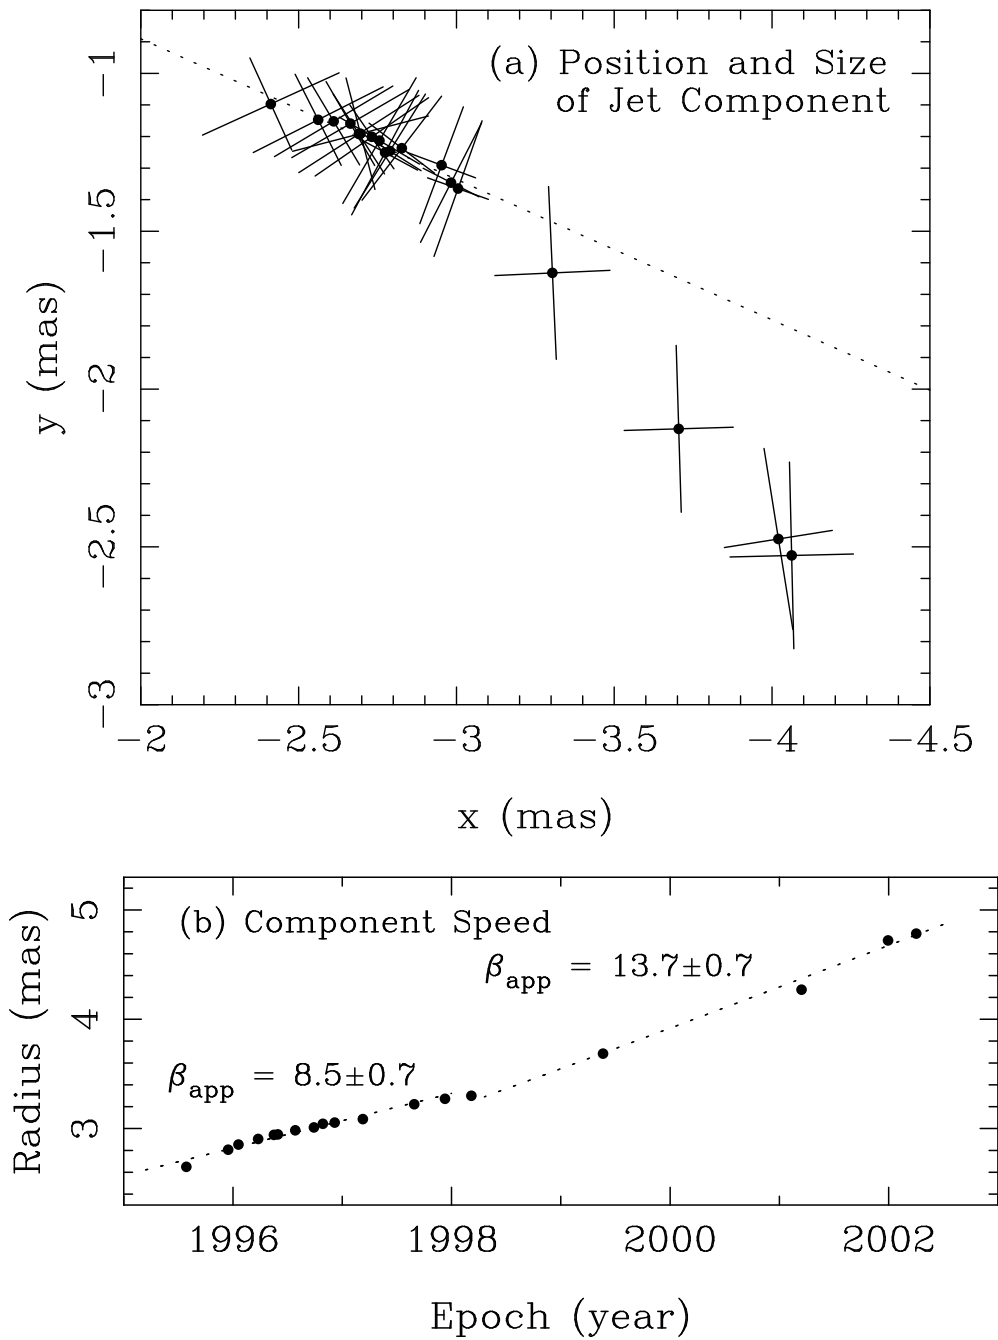 (a) Position and Size
of Jet Component
−1
−1.5
−2
−2.5
−3
y (mas)
−2 −2.5 −3 −3.5 −4 −4.5
x (mas)
(b) Component Speed
βapp = 13.7±0.7
βapp = 8.5±0.7
5
4
3
Radius (mas)
1996 1998 2000 2002
Epoch (year)